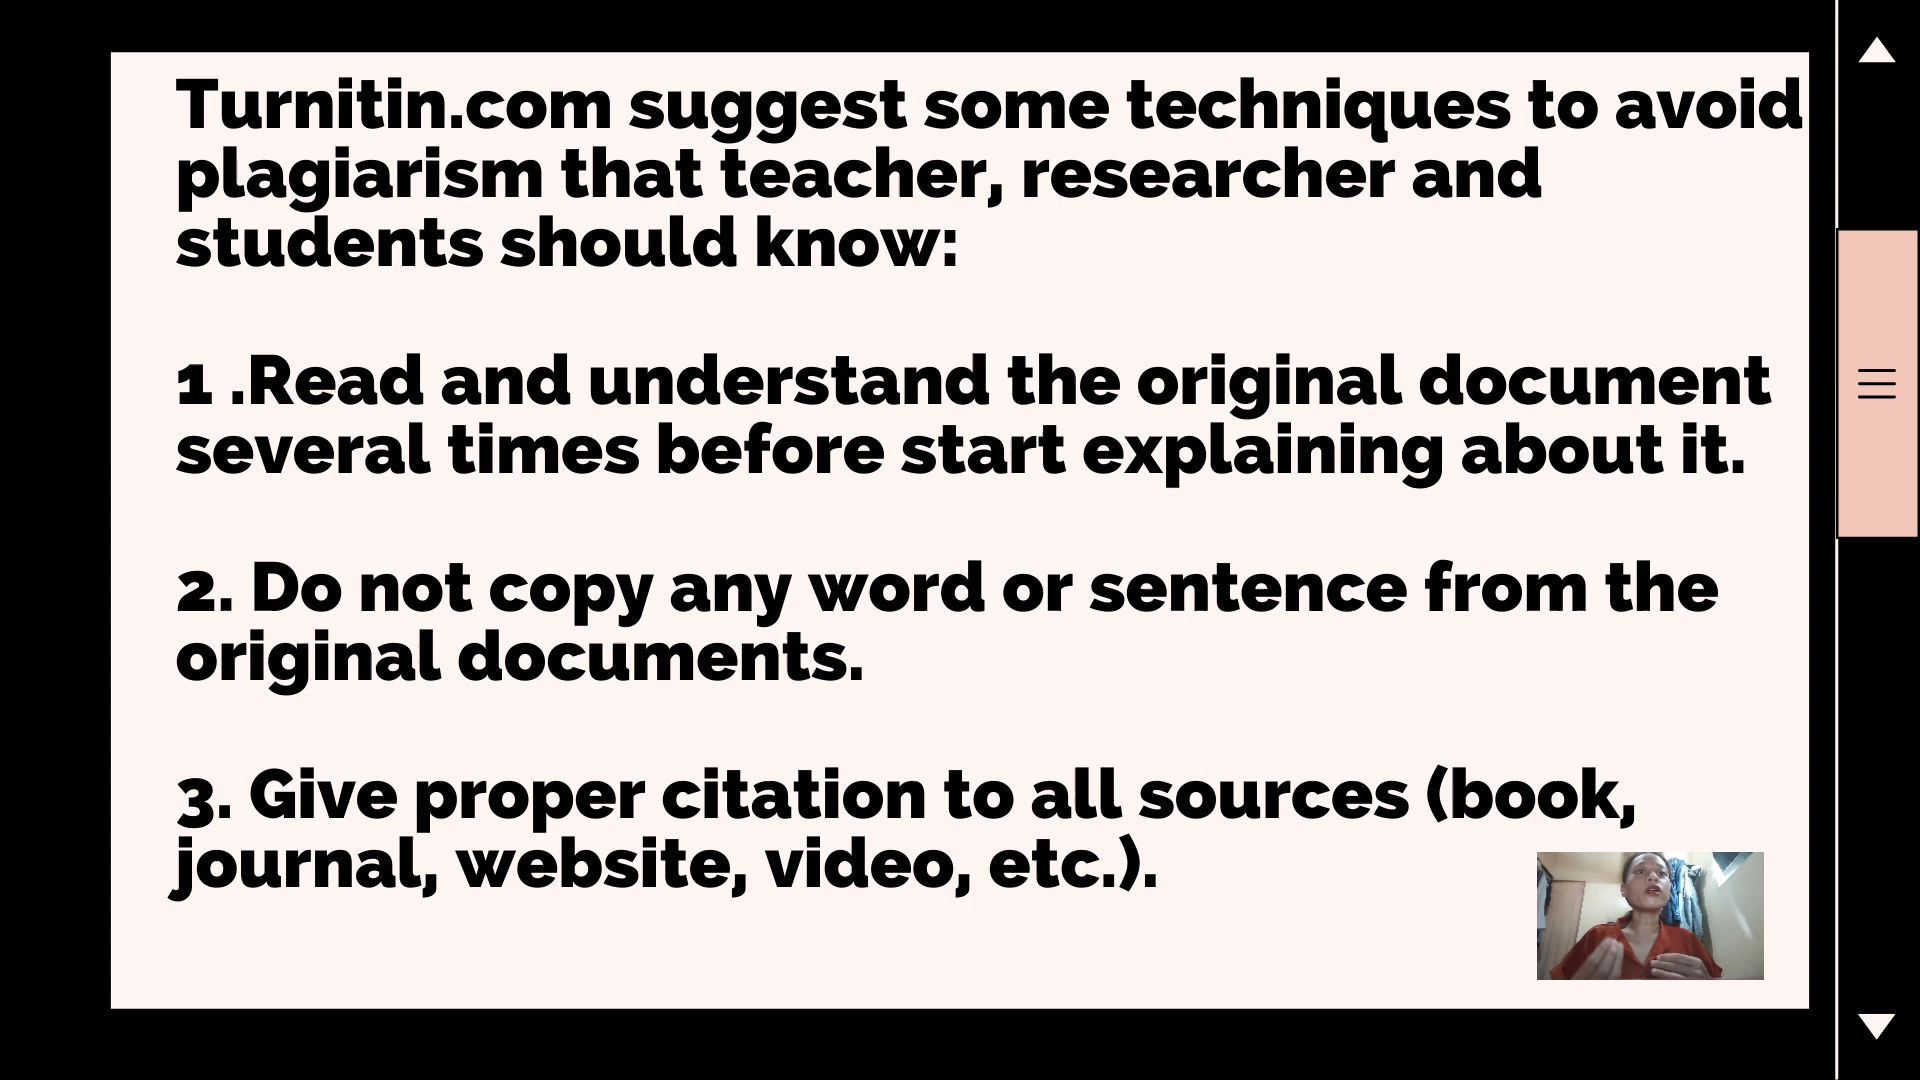 Turnitin.com suggest some techniques to avoid
plagiarism that teacher, researcher and
students should know:
1 .Read and understand the original document
several times before start explaining about it.
2. Do not copy any word or sentence from the
original documents.
3. Give proper citation to all sources (book,
journal, website, video, etc.).